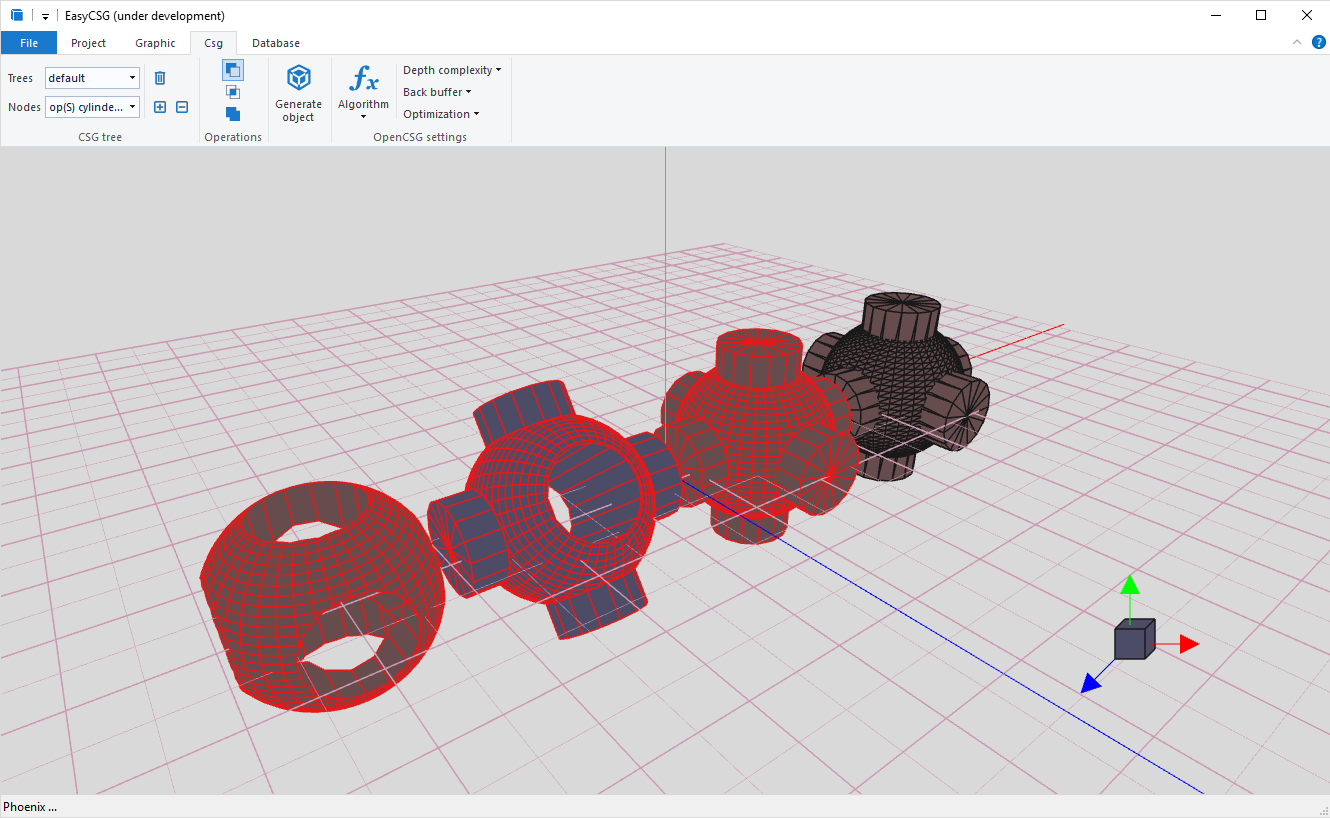 EasyCSG (under development)
File Project Graphic Csg Database
?
Trees default
Nodes op(S) cylinde...
CSG tree
Operations
Generate
object
fx
Algorithm
Depth complexity
Back buffer
Optimization
OpenCSG settings
Phoenix ...